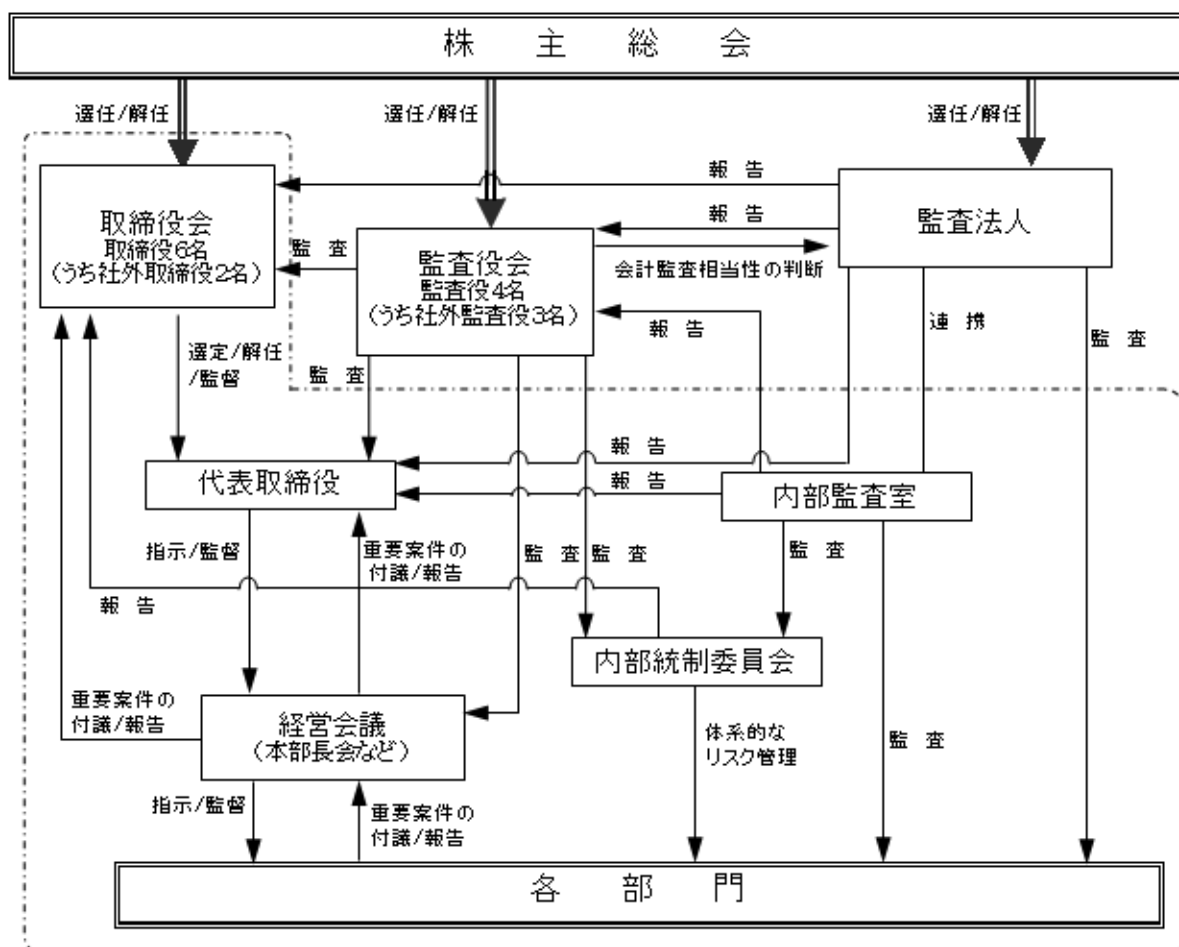 株 主 総 会
選任/解任
選任/解任
選任/解任
報 告
取締役会
取締役6名
(うち社外取締役2名)
監査法人
報 告
監 査
監査役会
監査役4名
(うち社外監査役3名)
会計監査相当性の判断
報 告
連 携
監 査
選定/解任
/監督
監 査
報 告
代表取締役
報 告
内部監査室
指示/監督
重要案件の
付議/報告
監 査
監 査
監 査
報 告
内部統制委員会
重要案件の
付議/報告
経営会議
(本部長会など)
体系的な
リスク管理
監 査
指示/監督
重要案件の
付議/報告
各 部 門